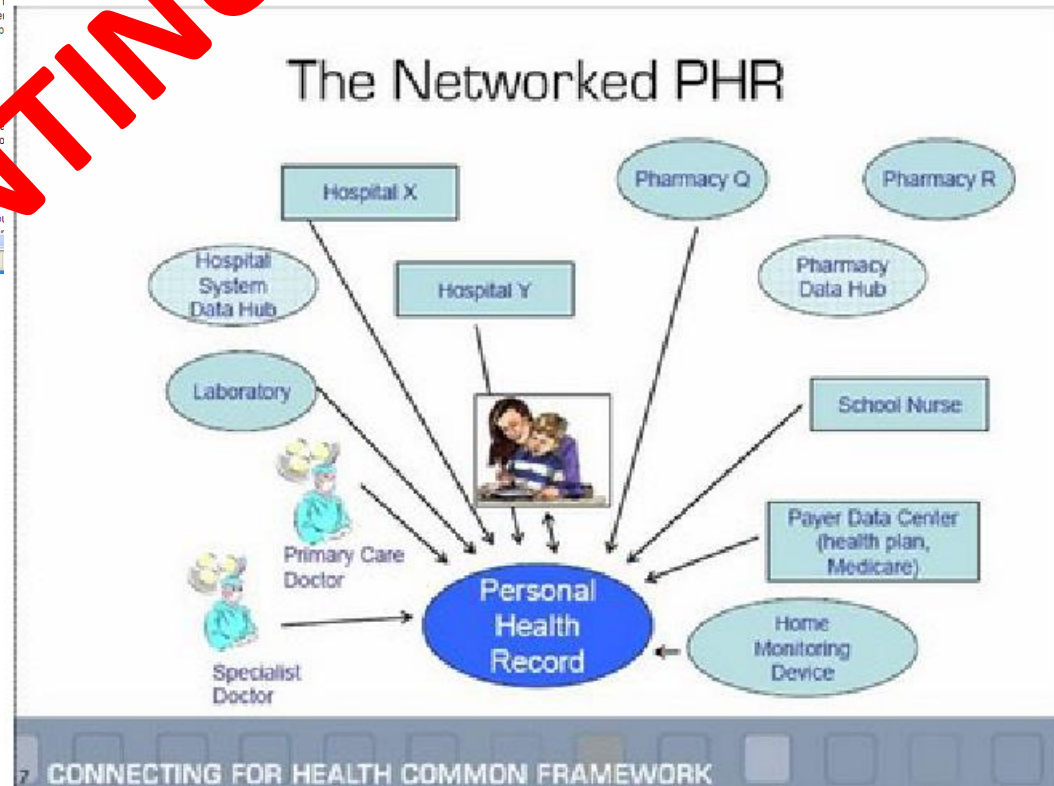 The Networked PHR
Hospital X
Pharmacy Q
Pharmacy R
Hospital
System
Data Hub
Hospital Y
Pharmacy
Data Hub
Laboratory
School Nurse
Primary Care
Doctor
Payer Data Center
(health plan,
Medicare)
Personal
Health
Record
Home
Monitoring
Device
Specialist
Doctor
7 CONNECTING FOR HEALTH COMMON FRAMEWORK